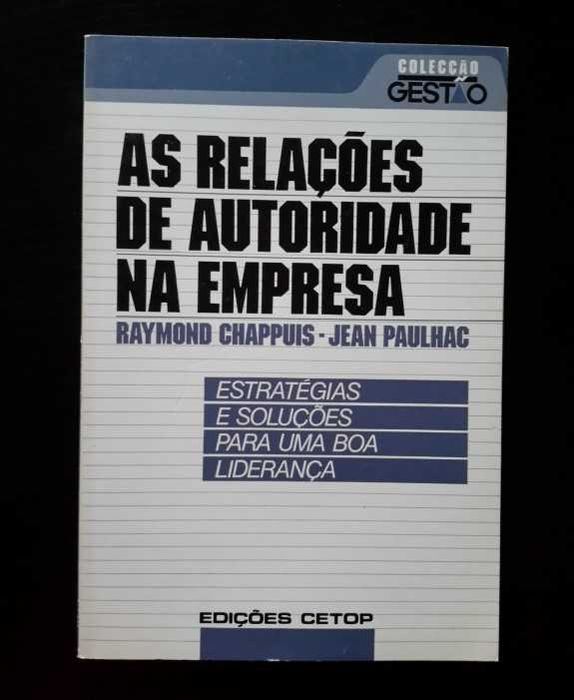 COLECÇÃO
GESTÃO
AS RELAÇÕES
DE AUTORIDADE
NA EMPRESA
RAYMOND CHAPPUIS - JEAN PAULHAC
ESTRATÉGIAS
E SOLUÇÕES
PARA UMA BOA
LIDERANÇA
EDIÇÕES CETOP